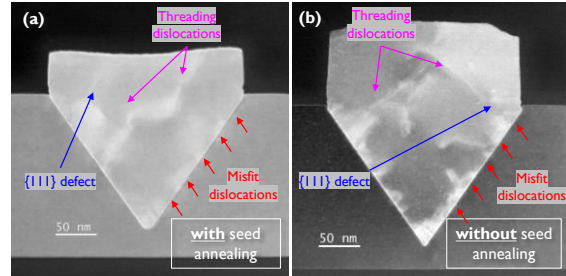 (a)
Threading
dislocations
{111} defect
Misfit
dislocations
50 nm
with seed
annealing
(b)
Threading
dislocations
{111} defect
Misfit
dislocations
50 nm
without seed
annealing